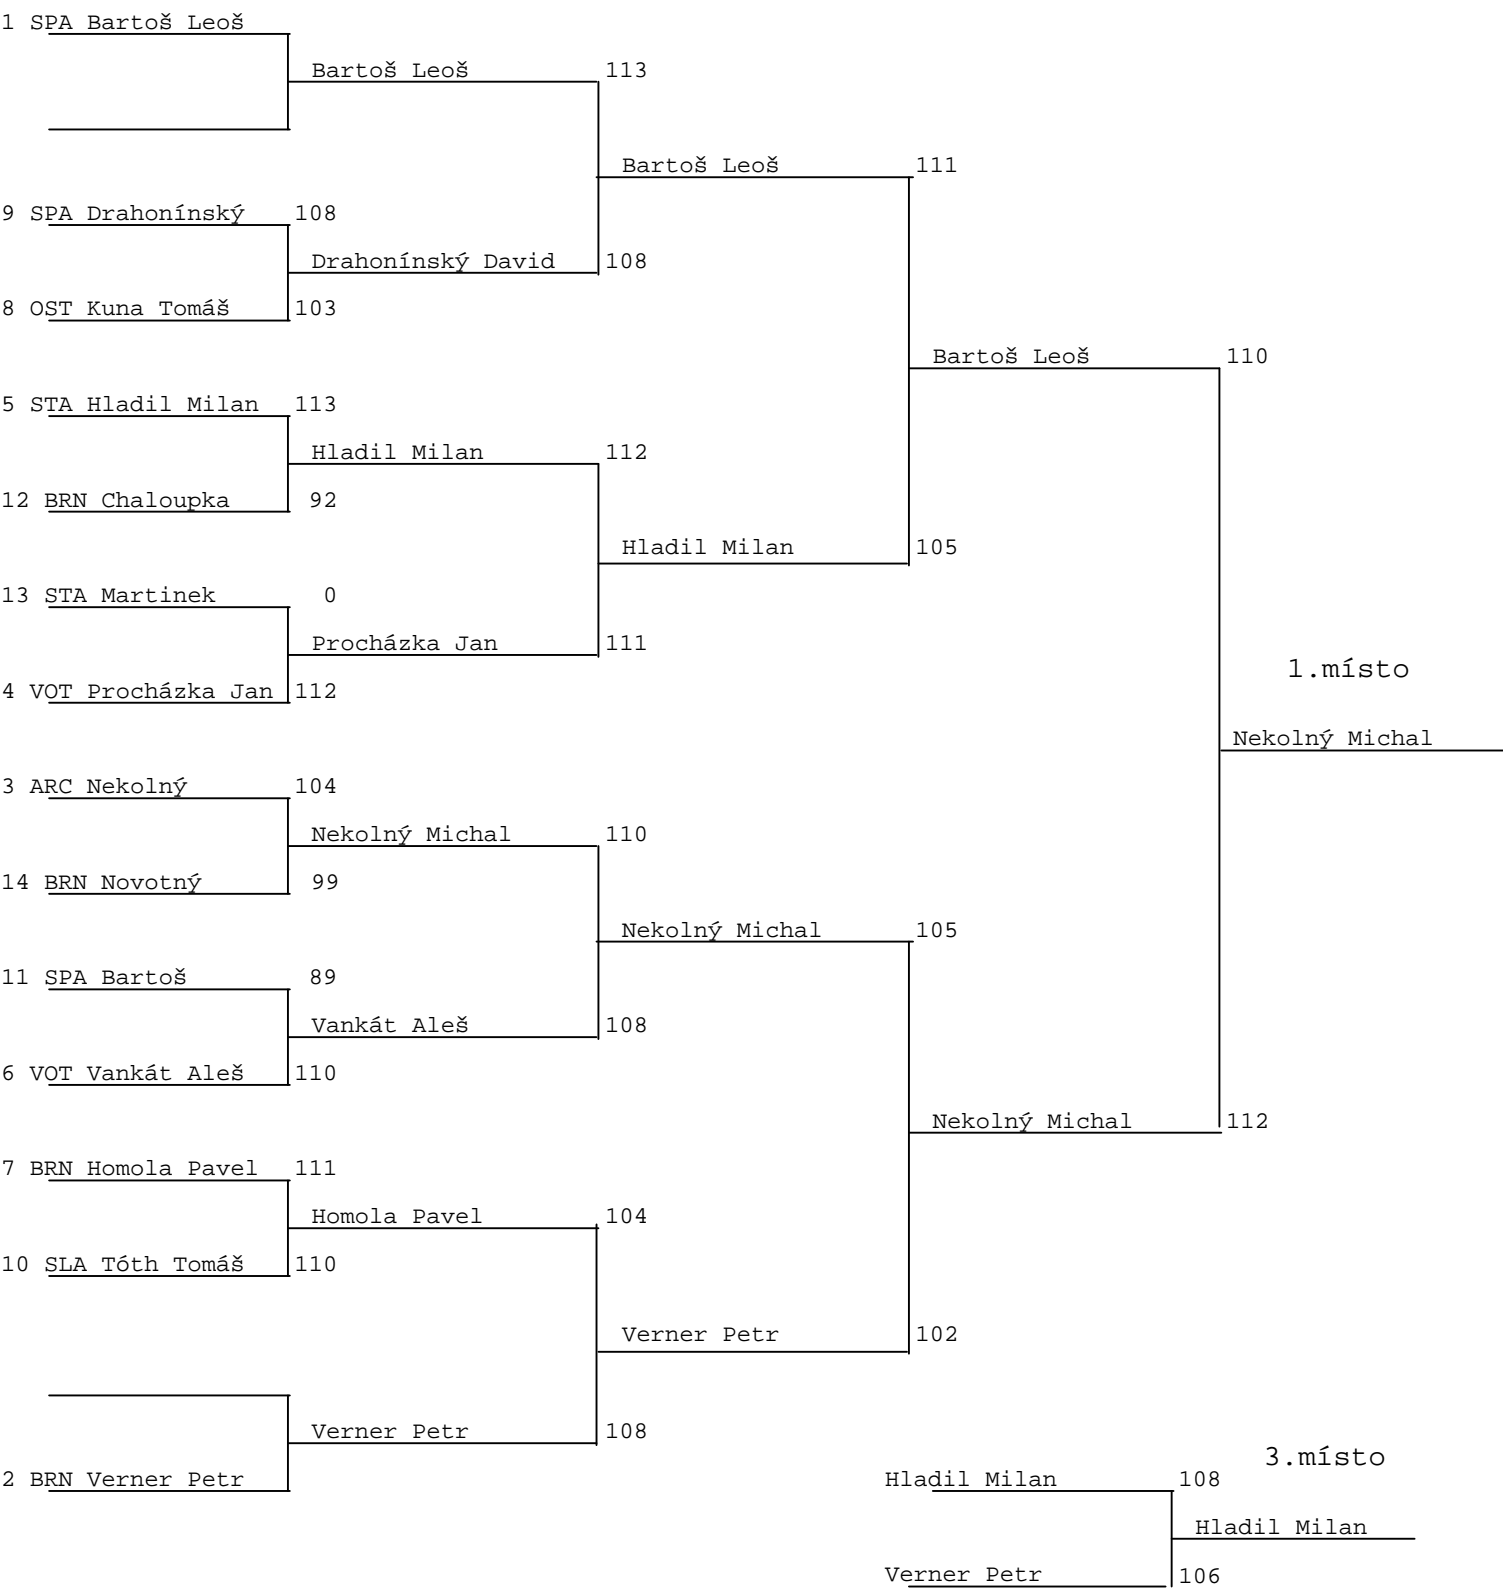 1 SPA Bartoš Leoš
Bartoš Leoš 113
Bartoš Leoš 111
9 SPA Drahonínský 108
Drahonínský David 108
8 OST Kuna Tomáš 103
Bartoš Leoš 110
5 STA Hladil Milan 113
Hladil Milan 112
12 BRN Chaloupka 92
Hladil Milan 105
13 STA Martinek 0
Procházka Jan 111
1.místo
4 VOT Procházka Jan 112
Nekolný Michal
3 ARC Nekolný 104
Nekolný Michal 110
14 BRN Novotný 99
Nekolný Michal 105
11 SPA Bartoš 89
Vankát Aleš 108
6 VOT Vankát Aleš 110
Nekolný Michal 112
7 BRN Homola Pavel 111
Homola Pavel 104
10 SLA Tóth Tomáš 110
Verner Petr 102
Verner Petr 108
3.místo
2 BRN Verner Petr
Hladil Milan 108
Hladil Milan
Verner Petr 106